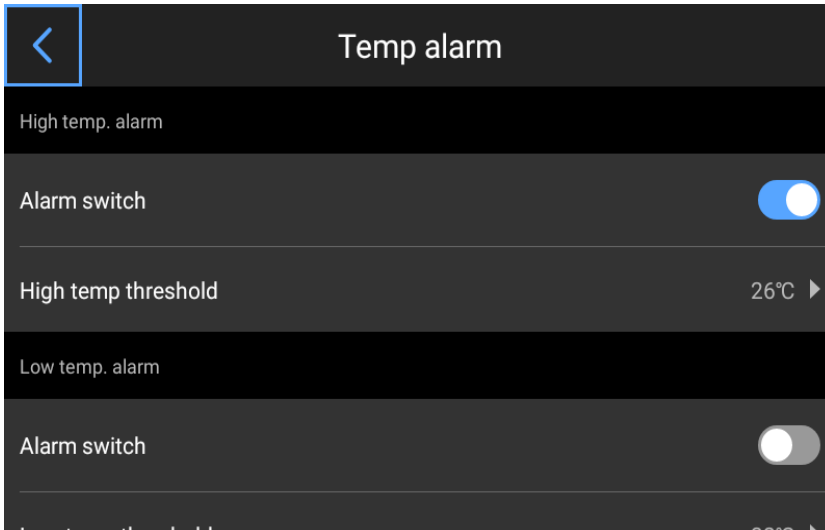 Temp alarm
High temp. alarm
Alarm switch
High temp threshold 26℃
Low temp. alarm
Alarm switch